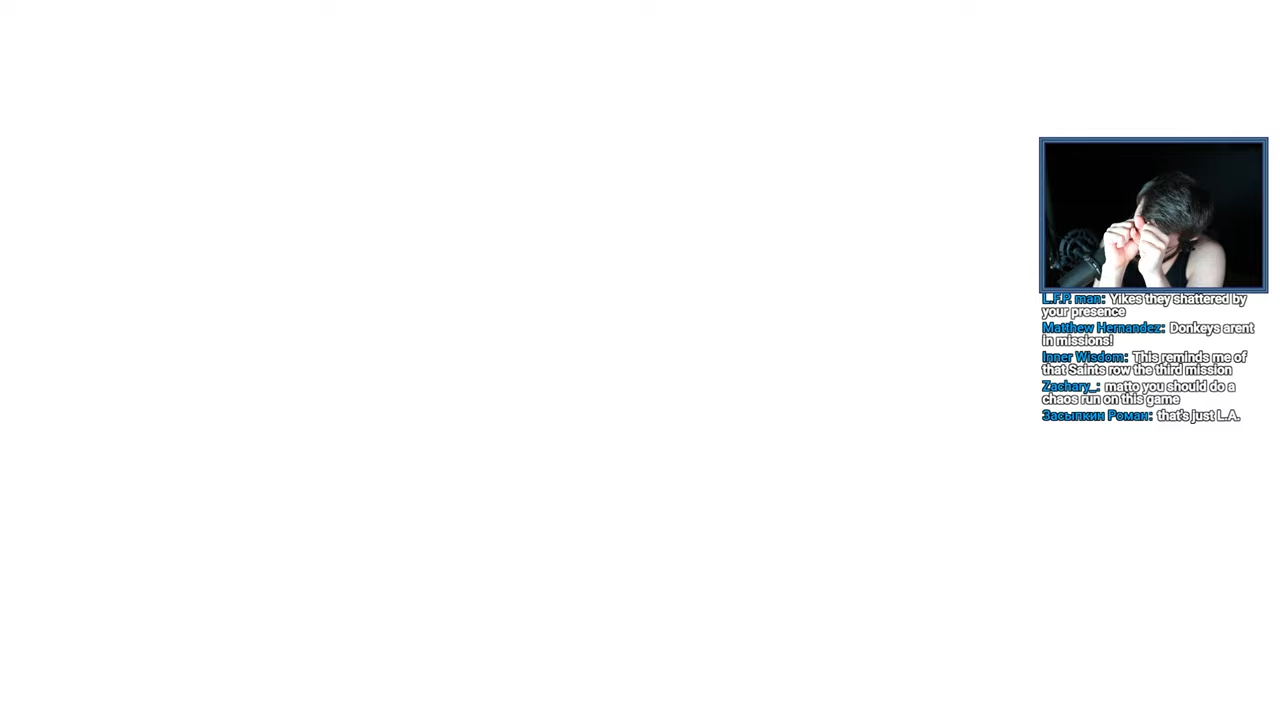 L.F.P. man: Yikes they shattered by
your presence
Matthew Hernandez: Donkeys arent
in missions!
Inner Wisdom: This reminds me of
that Saints row the third mission
Zachary_: matto you should do a
chaos run on this game
Засыпкин Роман: that's just L.A.